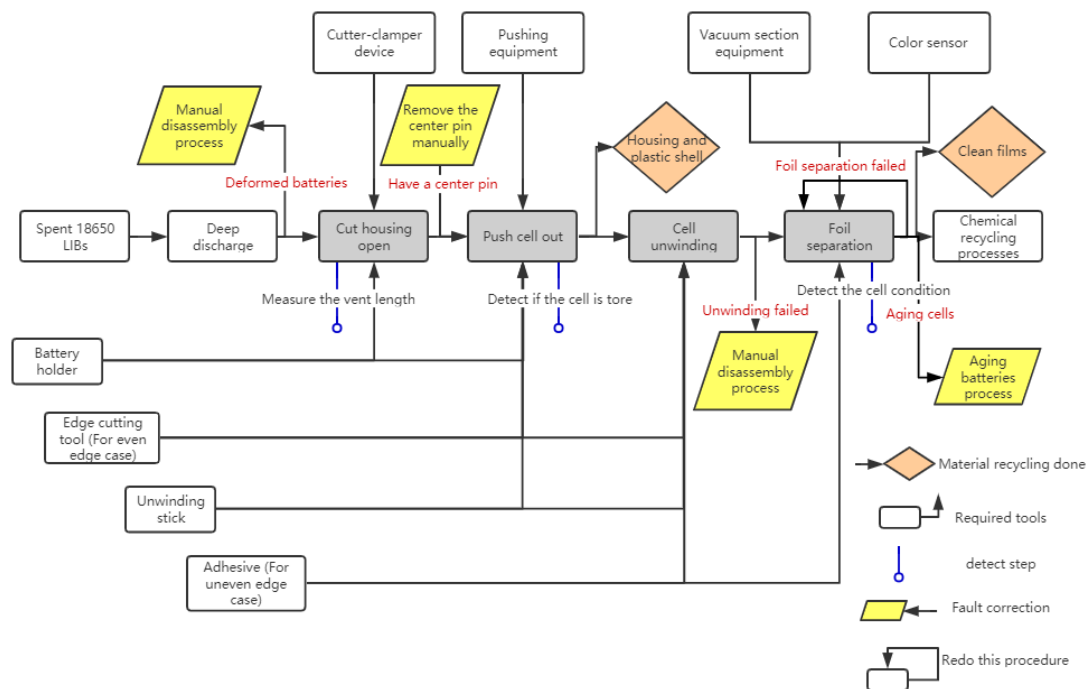 Cutter-clamper
device
Pushing
equipment
Vacuum section
equipment
Color sensor
Manual
disassembly
process
Remove the
center pin
manually
Housing and
plastic shell
Clean films
Foil separation failed
Deformed batteries
Have a center pin
Spent 18650
LIBs
Deep
discharge
Cut housing
open
Push cell out
Cell
unwinding
Foil
separation
Chemical
recycling
processes
Measure the vent length
Detect if the cell is tore
Detect the cell condition
Unwinding failed
Aging cells
Battery
holder
Manual
disassembly
process
Aging
batteries
process
Edge cutting
tool (For even
edge case)
Unwinding
stick
Adhesive (For
uneven edge
case)
Material recycling done
Required tools
detect step
Fault correction
Redo this procedure